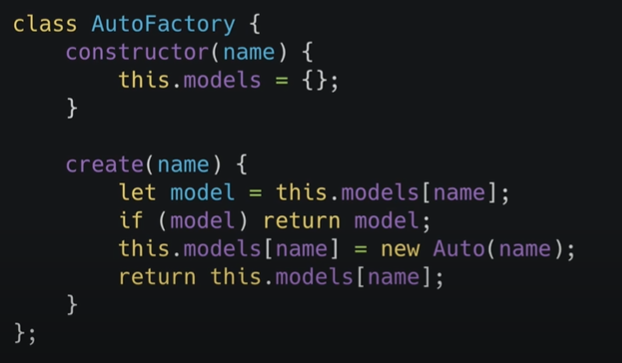 class AutoFactory {
    constructor(name) {
        this.models = {};
    }

    create(name) {
        let model = this.models[name];
        if (model) return model;
        this.models[name] = new Auto(name);
        return this.models[name];
    }
};